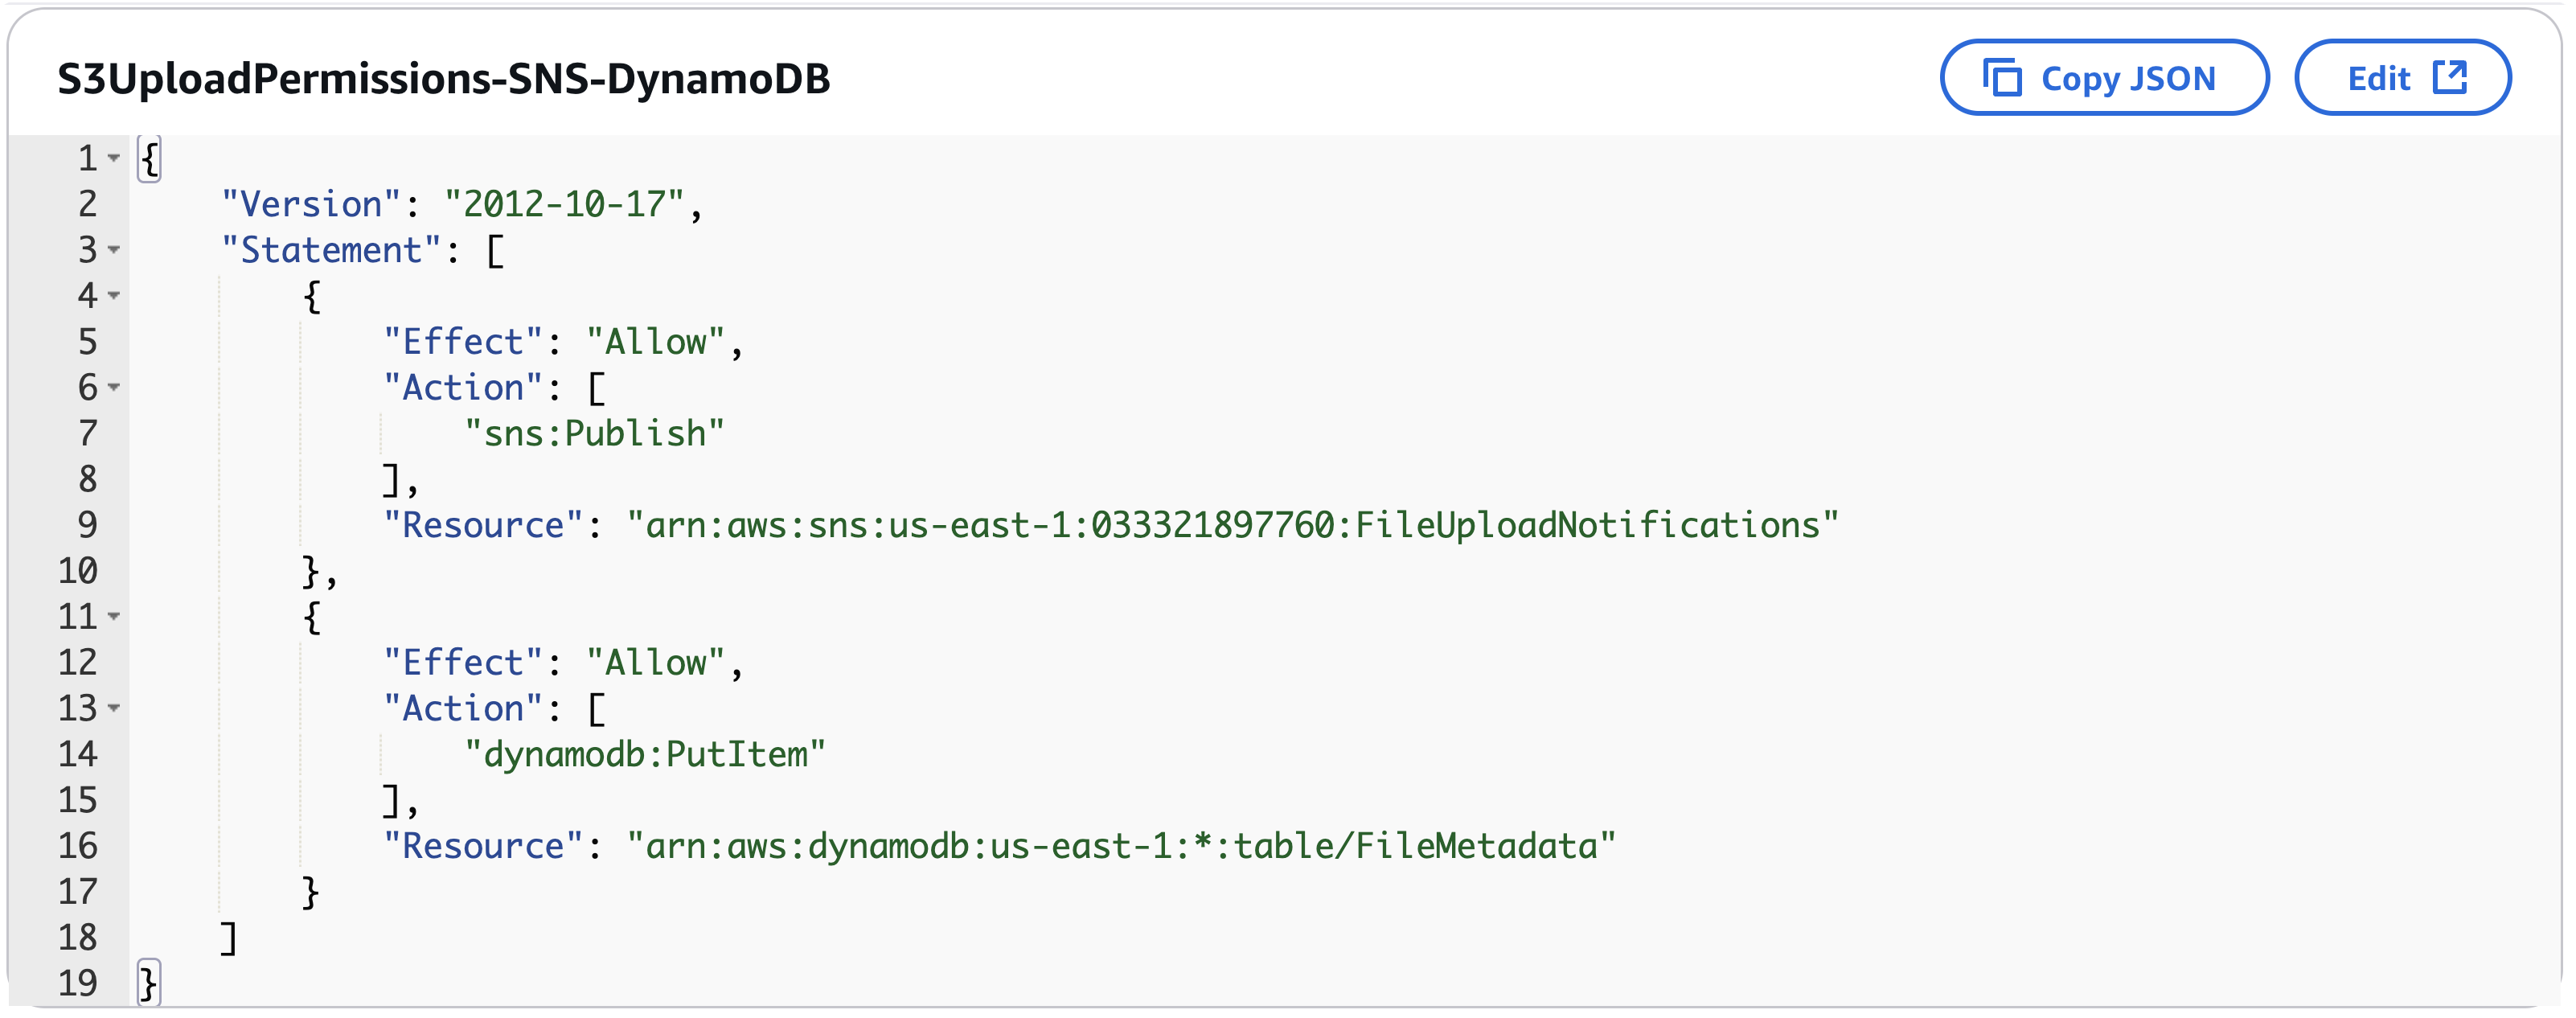 S3UploadPermissions-SNS-DynamoDB
Copy JSON
Edit
1 {
2 "Version": "2012-10-17",
3 "Statement": [
4 {
5 "Effect": "Allow",
6 "Action": [
7 "sns:Publish"
8 ],
9 "Resource": "arn:aws:sns:us-east-1:033321897760:FileUploadNotifications"
10 },
11 {
12 "Effect": "Allow",
13 "Action": [
14 "dynamodb:PutItem"
15 ],
16 "Resource": "arn:aws:dynamodb:us-east-1:*:table/FileMetadata"
17 }
18 ]
19 }